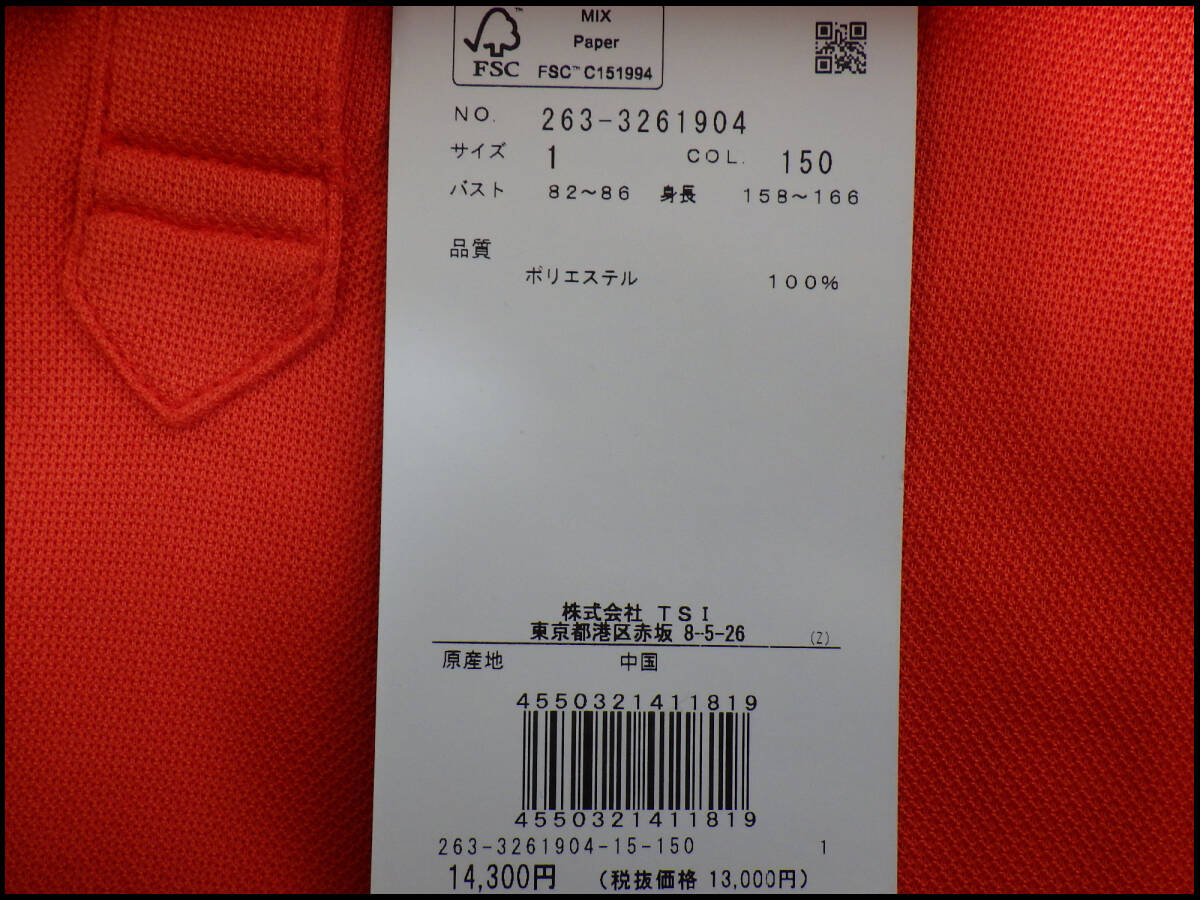 MIX
Paper
FSC™ FSC™ C151994
NO. 263-3261904
サイズ 1 COL. 150
バスト 82～86 身長 158～166
品質
ポリエステル 100%
株式会社 TSI
東京都港区赤坂 8-5-26 (Z)
原産地 中国
4550321411819
4550321411819
263-3261904-15-150 1
14,300円 (税抜価格 13,000円)